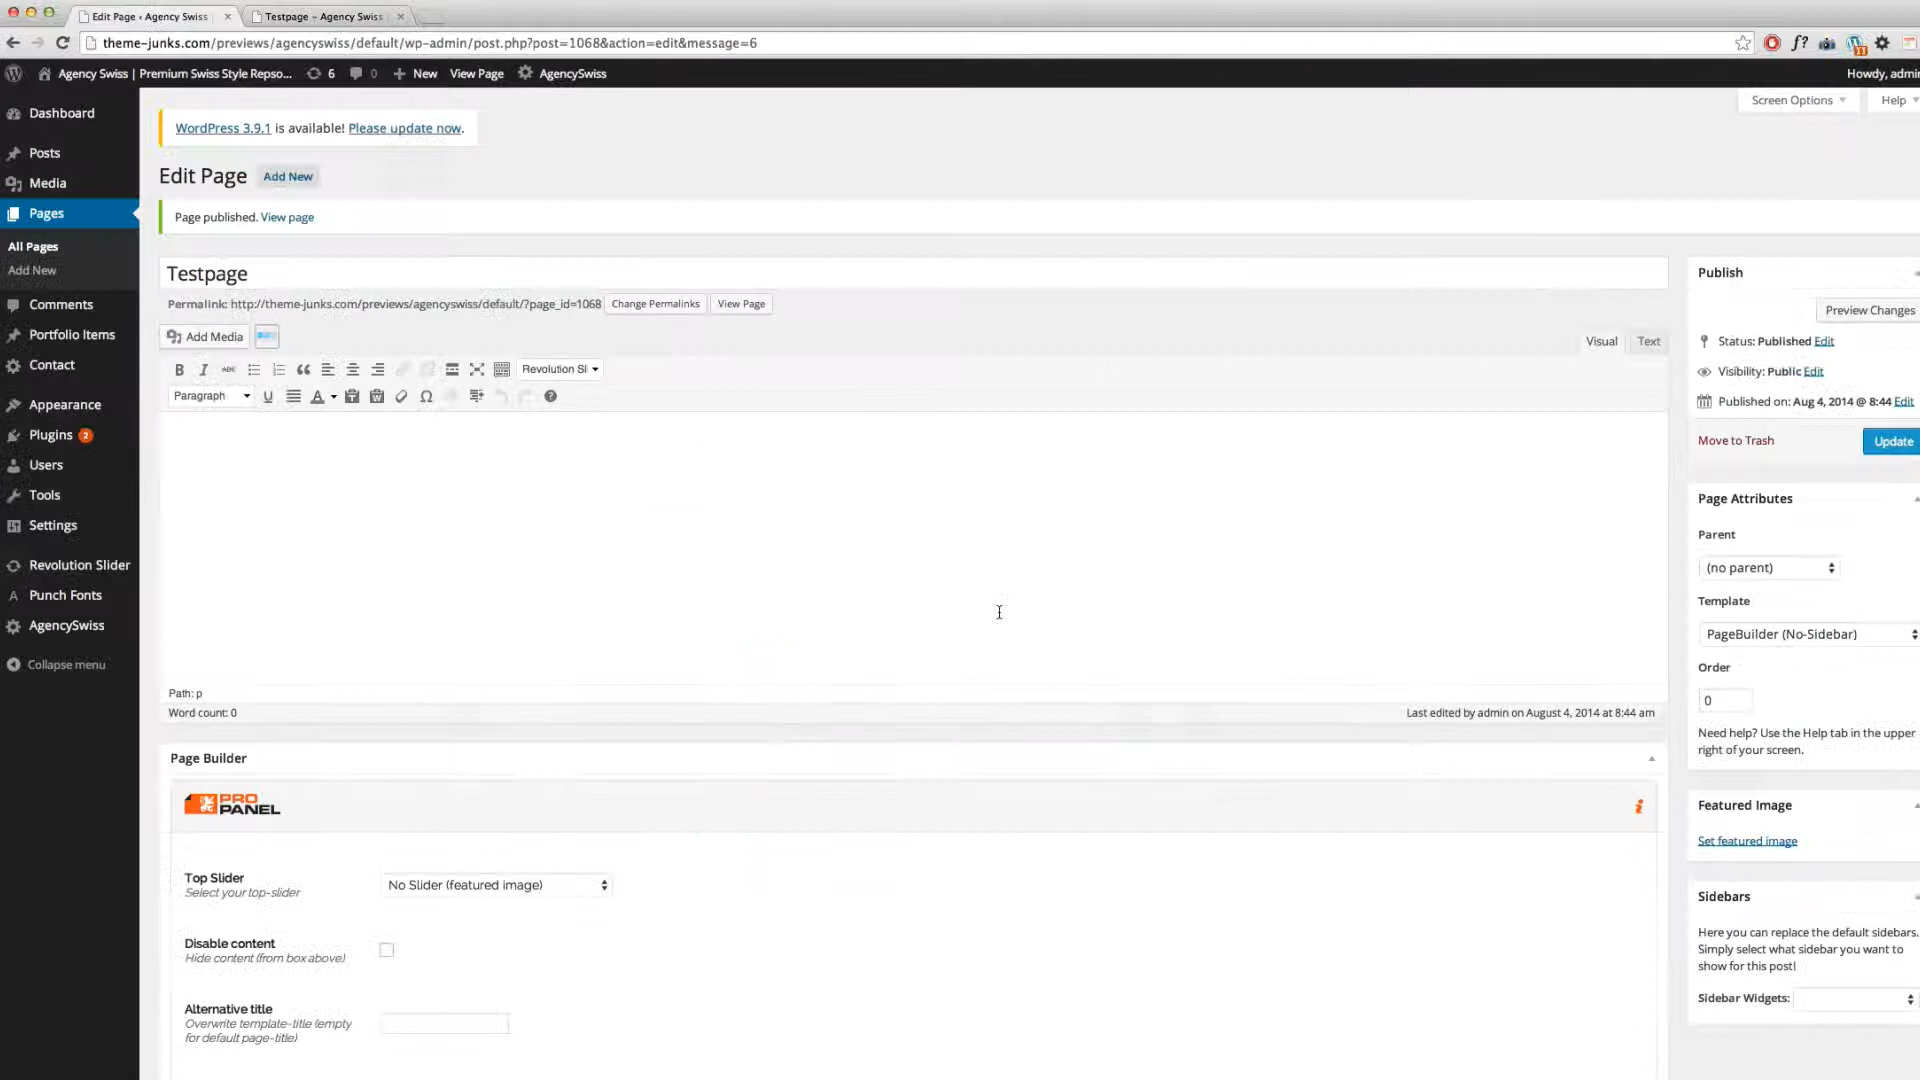 Edit Page ‹ Agency Swiss
Testpage – Agency Swiss
theme-junks.com/previews/agencyswiss/default/wp-admin/post.php?post=1068&action=edit&message=6
Agency Swiss | Premium Swiss Style Repso... 6 0 New View Page AgencySwiss
Howdy, admin
Screen Options
Help
Dashboard
Posts
Media
Pages
All Pages
Add New
Comments
Portfolio Items
Contact
Appearance
Plugins 2
Users
Tools
Settings
Revolution Slider
Punch Fonts
AgencySwiss
Collapse menu
WordPress 3.9.1 is available! Please update now.
Edit Page Add New
Page published. View page
Testpage
Permalink: http://theme-junks.com/previews/agencyswiss/default/?page_id=1068 Change Permalinks View Page
Add Media
Visual Text
B I ABC Revolution Sl
Paragraph U A Ω
Path: p
Word count: 0
Last edited by admin on August 4, 2014 at 8:44 am
Page Builder
PRO
PANEL
Top Slider
Select your top-slider
No Slider (featured image)
Disable content
Hide content (from box above)
Alternative title
Overwrite template-title (empty
for default page-title)
Publish
Preview Changes
Status: Published Edit
Visibility: Public Edit
Published on: Aug 4, 2014 @ 8:44 Edit
Move to Trash
Update
Page Attributes
Parent
(no parent)
Template
PageBuilder (No-Sidebar)
Order
0
Need help? Use the Help tab in the upper
right of your screen.
Featured Image
Set featured image
Sidebars
Here you can replace the default sidebars.
Simply select what sidebar you want to
show for this post!
Sidebar Widgets: